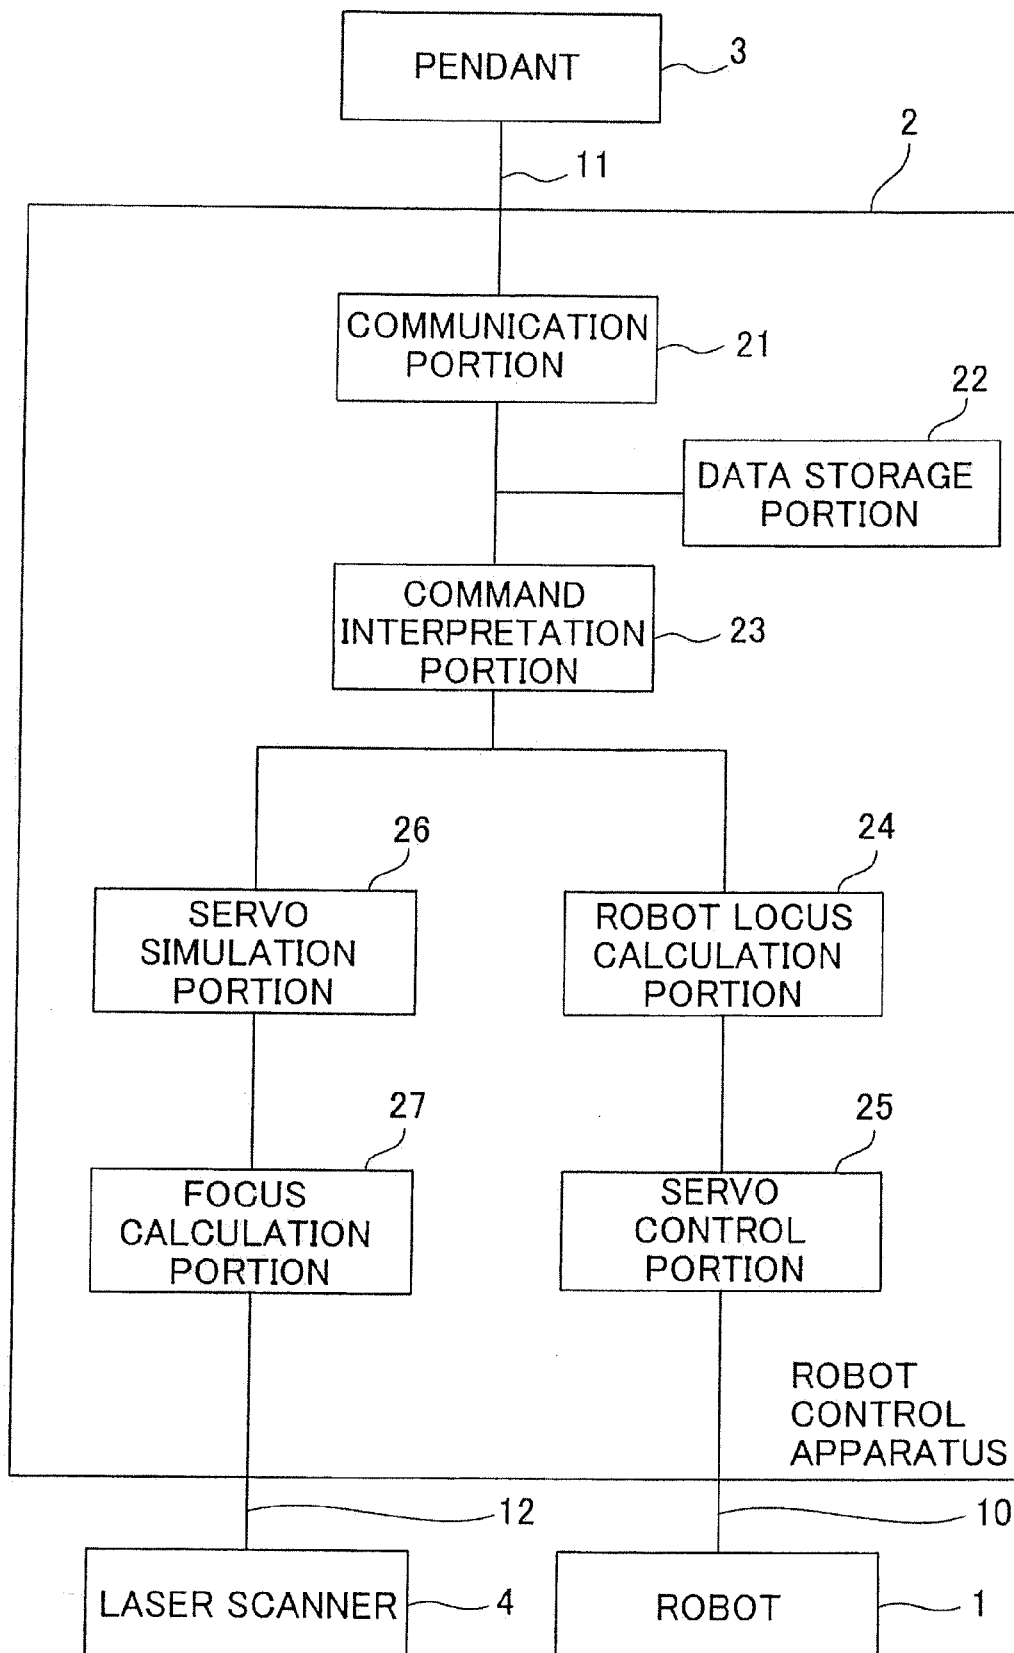 PENDANT
3
11
2
COMMUNICATION
PORTION
21
22
DATA STORAGE
PORTION
COMMAND
INTERPRETATION
PORTION
23
26
24
SERVO
SIMULATION
PORTION
ROBOT LOCUS
CALCULATION
PORTION
27
25
FOCUS
CALCULATION
PORTION
SERVO
CONTROL
PORTION
ROBOT
CONTROL
APPARATUS
12
10
LASER SCANNER
4
ROBOT
1